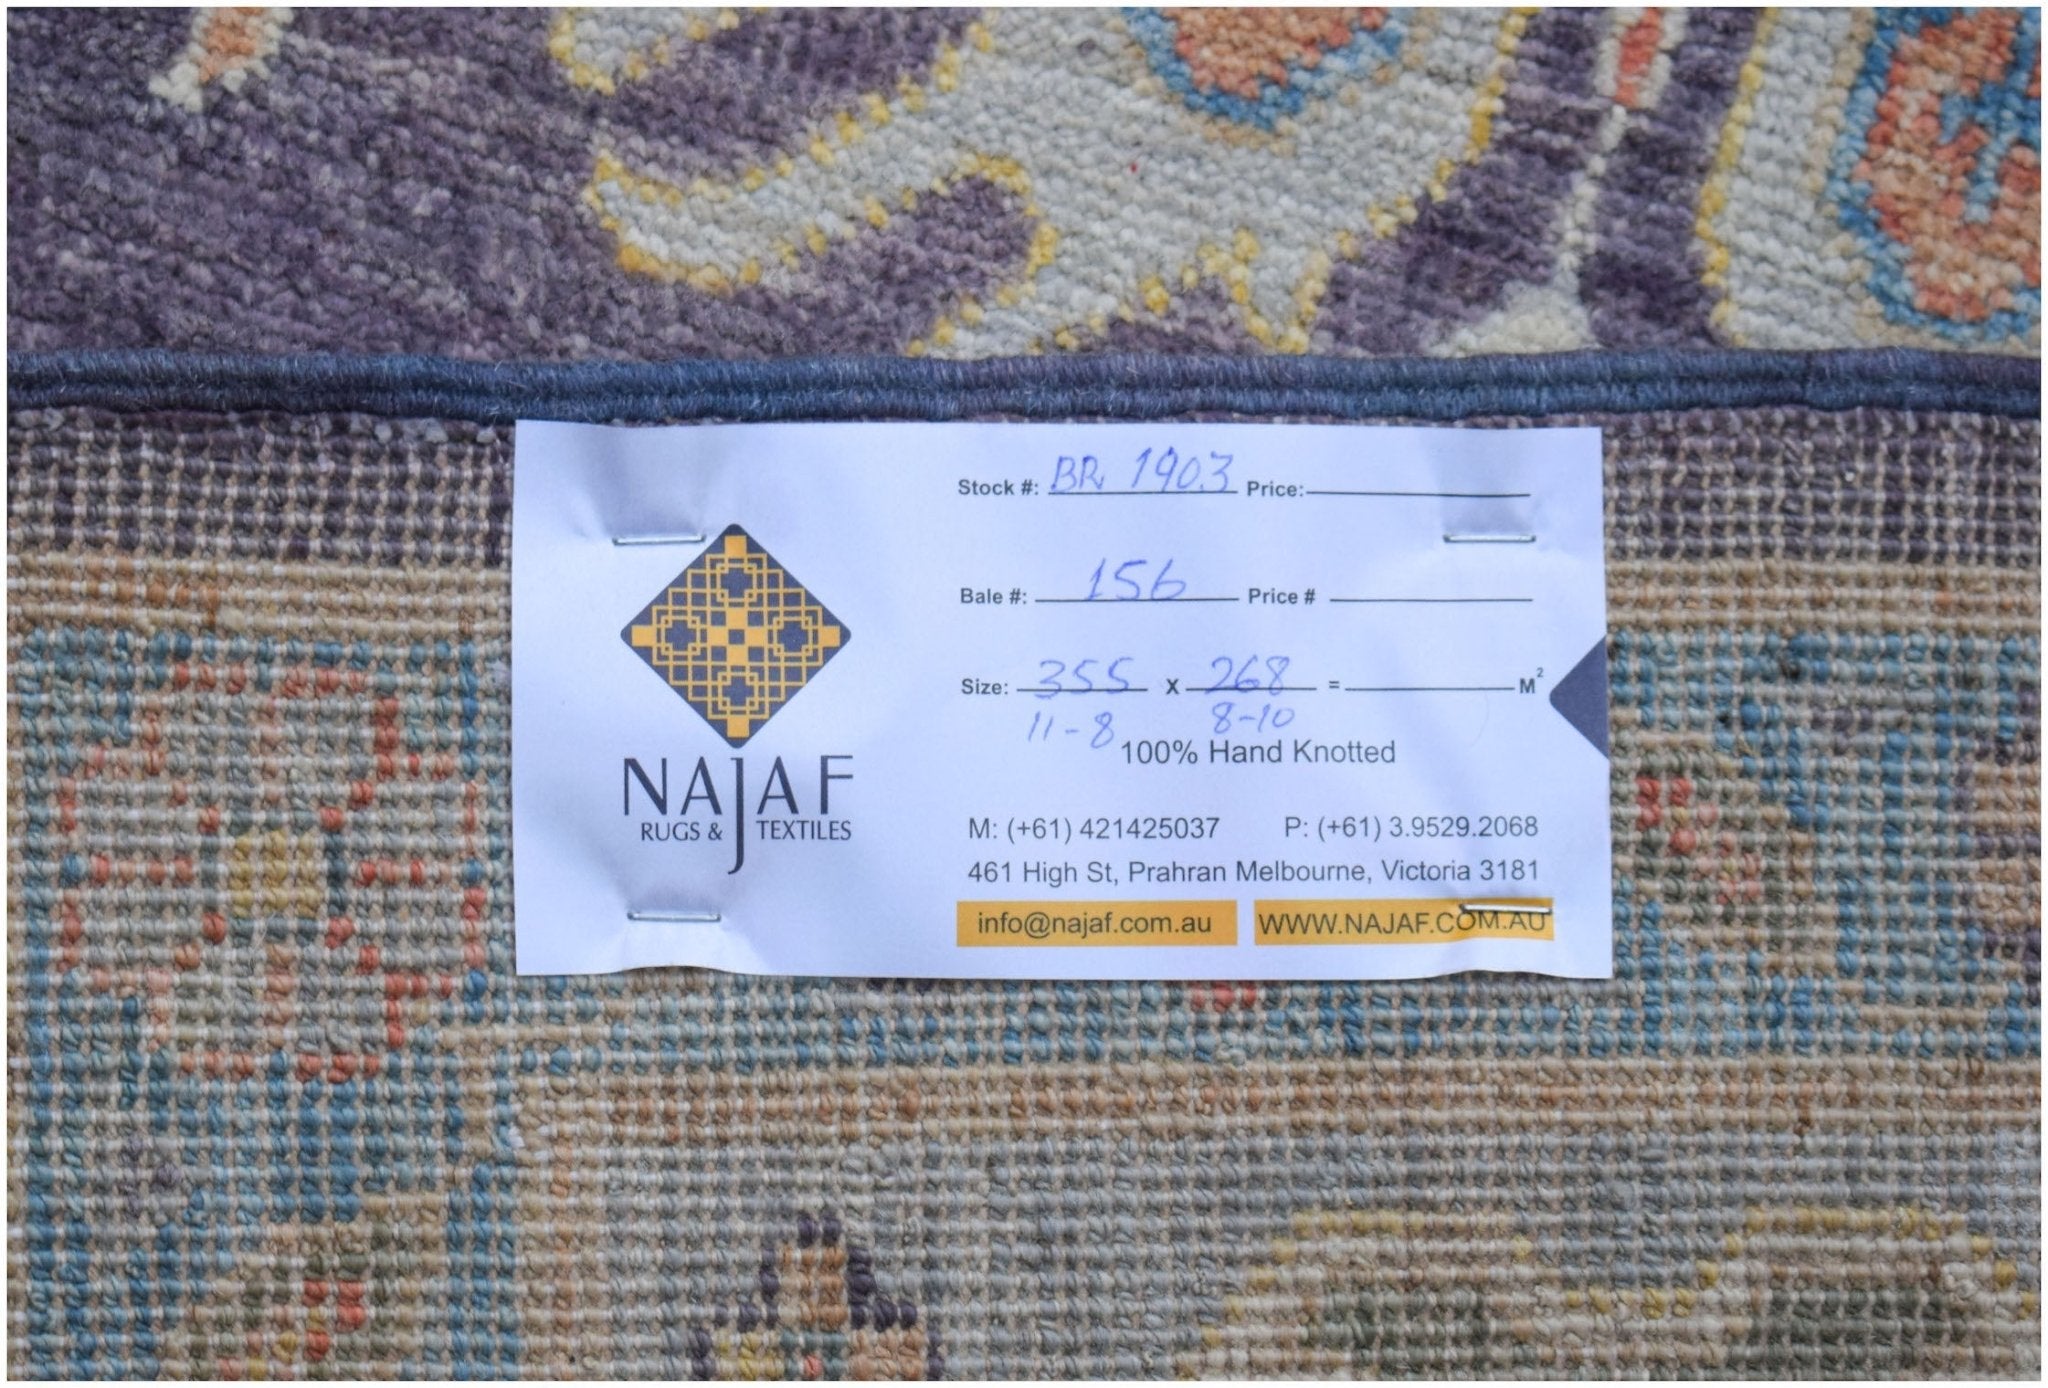 NAJAF
RUGS & TEXTILES
Stock #: BR 1903 Price:
Bale #: 156 Price #
Size: 355 X 268 = M²
11-8 8-10
100% Hand Knotted
M: (+61) 421425037 P: (+61) 3.9529.2068
461 High St, Prahran Melbourne, Victoria 3181
info@najaf.com.au WWW.NAJAF.COM.AU